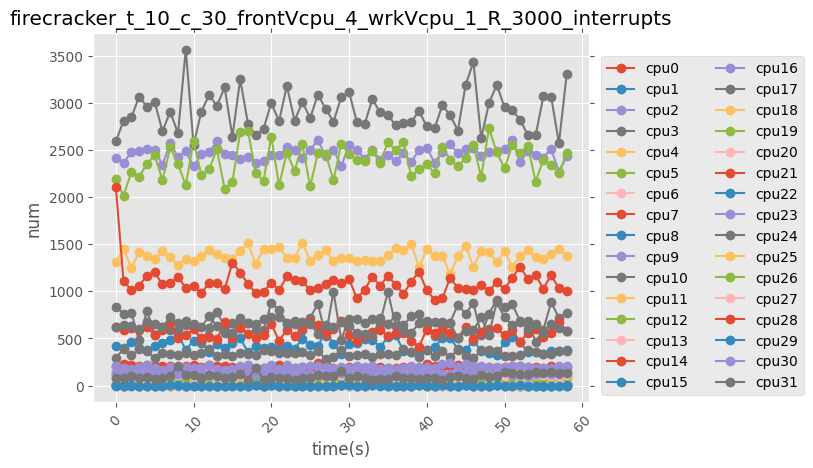 firecracker_t_10_c_30_frontVcpu_4_wrkVcpu_1_R_3000_interrupts
num
3500
3000
2500
2000
1500
1000
500
0
0
10
20
30
40
50
60
time(s)
cpu0
cpu1
cpu2
cpu3
cpu4
cpu5
cpu6
cpu7
cpu8
cpu9
cpu10
cpu11
cpu12
cpu13
cpu14
cpu15
cpu16
cpu17
cpu18
cpu19
cpu20
cpu21
cpu22
cpu23
cpu24
cpu25
cpu26
cpu27
cpu28
cpu29
cpu30
cpu31